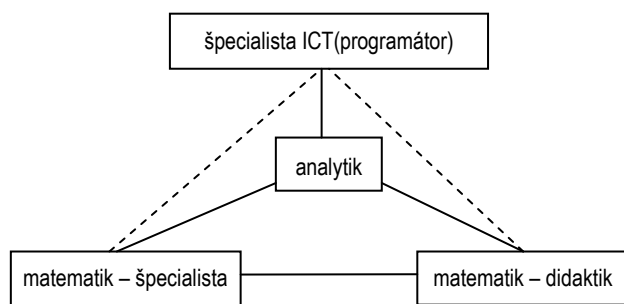 špecialista ICT(programátor)
analytik
matematik – špecialista
matematik – didaktik